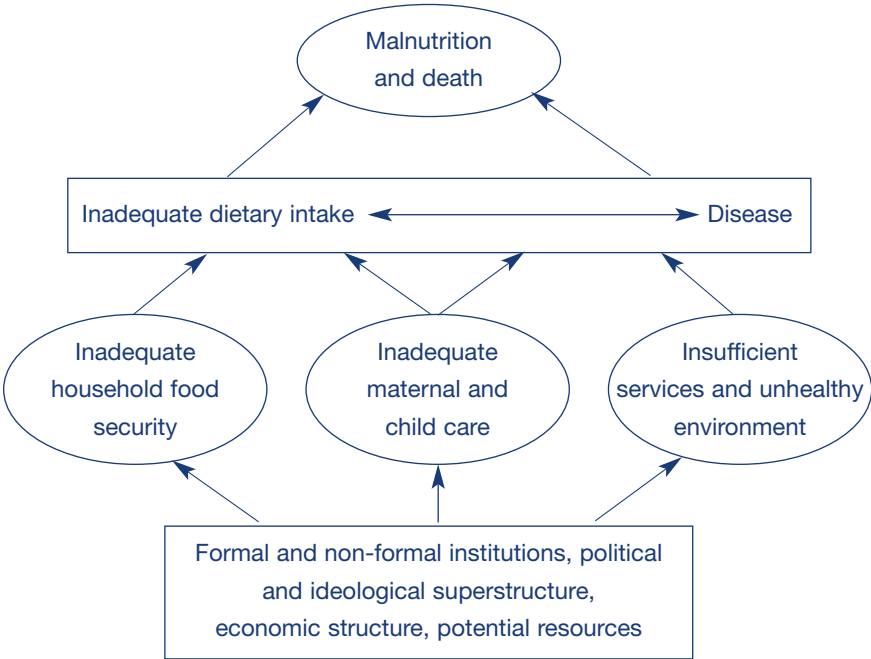 Malnutrition
and death
Inadequate dietary intake
Disease
Inadequate
household food
security
Inadequate
maternal and
child care
Insufficient
services and unhealthy
environment
Formal and non-formal institutions, political
and ideological superstructure,
economic structure, potential resources